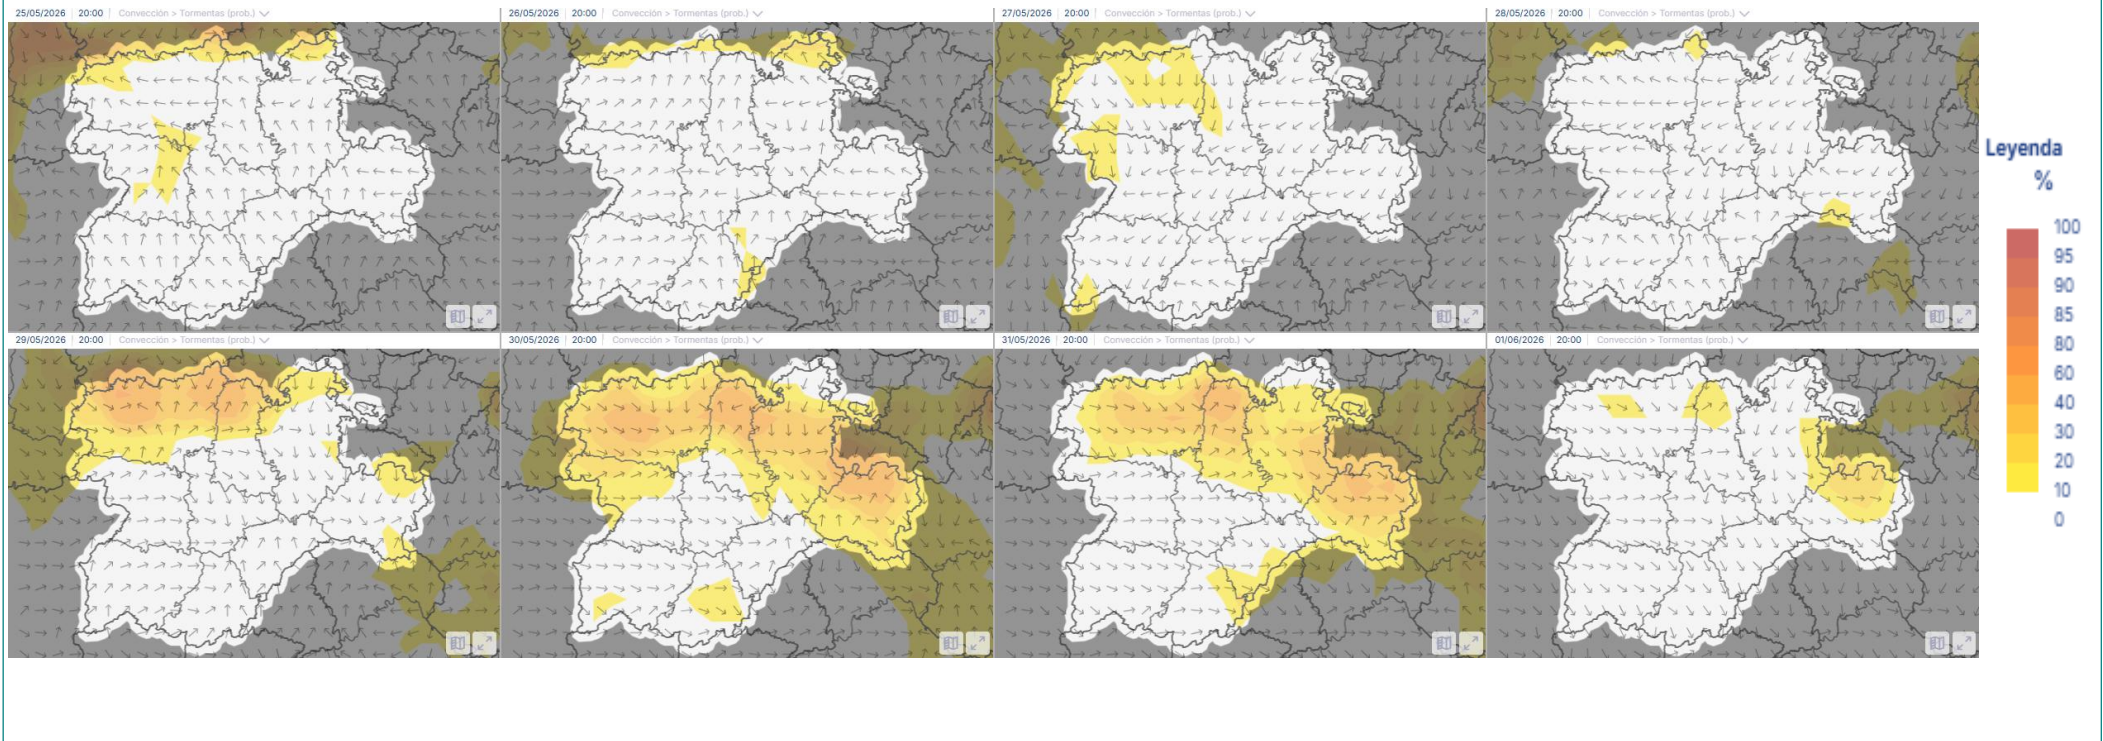 25/05/2026 20:00 Convección > Tormentas (prob.)
26/05/2026 20:00 Convección > Tormentas (prob.)
27/05/2026 20:00 Convección > Tormentas (prob.)
28/05/2026 20:00 Convección > Tormentas (prob.)
29/05/2026 20:00 Convección > Tormentas (prob.)
30/05/2026 20:00 Convección > Tormentas (prob.)
31/05/2026 20:00 Convección > Tormentas (prob.)
01/06/2026 20:00 Convección > Tormentas (prob.)
Leyenda
%
100
95
90
85
80
60
40
30
20
10
0